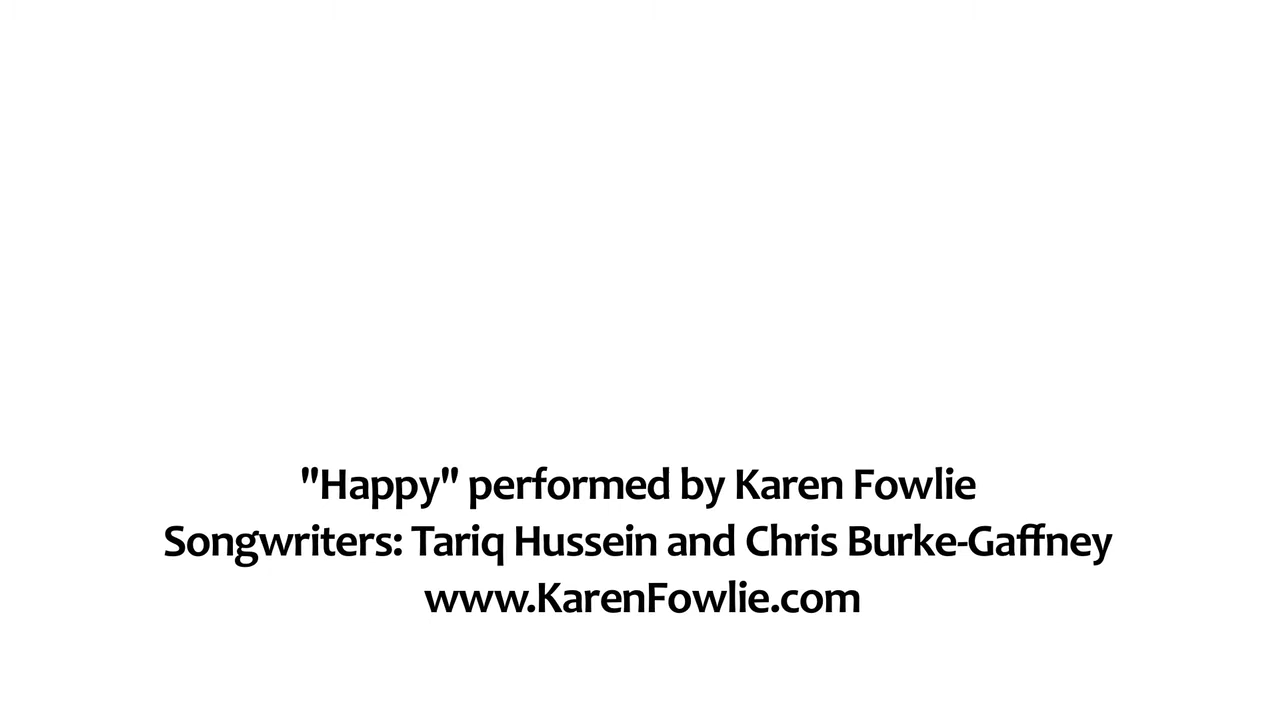 "Happy" performed by Karen Fowlie
Songwriters: Tariq Hussein and Chris Burke-Gaffney
www.KarenFowlie.com